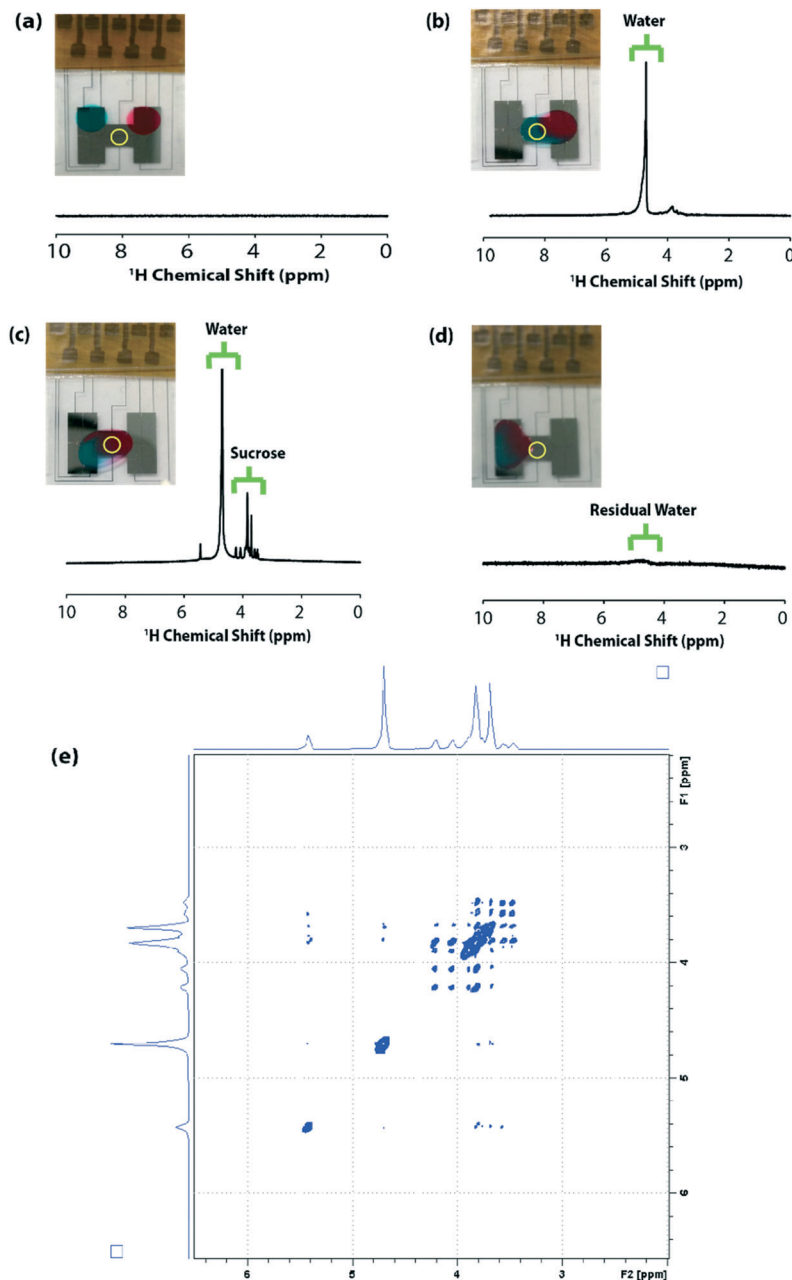 (a)
10 8 6 4 2 0
¹H Chemical Shift (ppm)
(b)
Water
10 8 6 4 2 0
¹H Chemical Shift (ppm)
(c)
Water
Sucrose
10 8 6 4 2 0
¹H Chemical Shift (ppm)
(d)
Residual Water
10 8 6 4 2 0
¹H Chemical Shift (ppm)
(e)
F1 [ppm]
3
4
5
6
6 5 4 3 F2 [ppm]